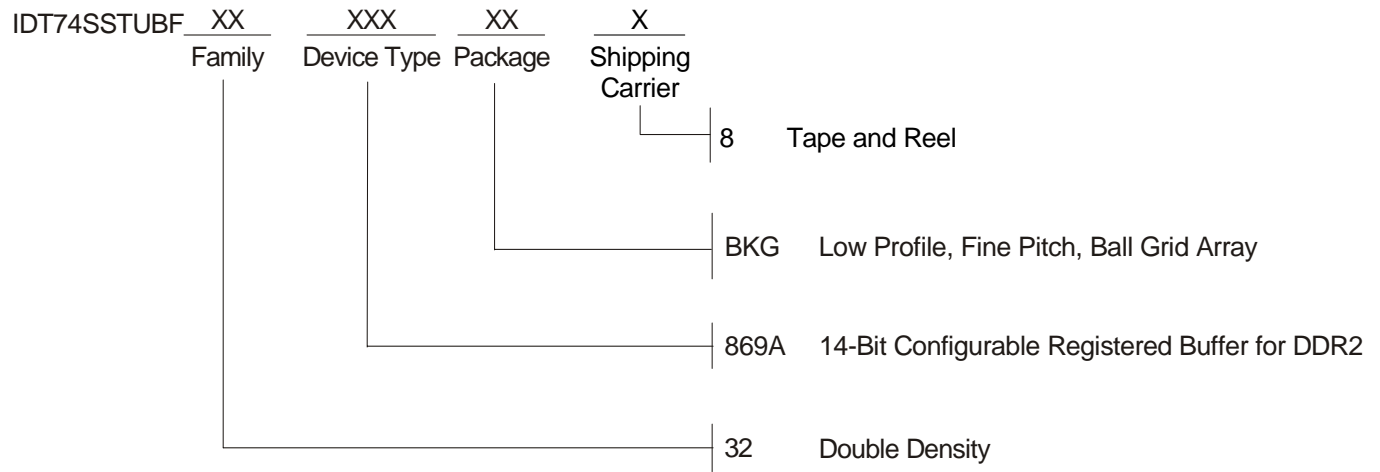 IDT74SSTUBF XX XXX XX X
Family Device Type Package Shipping
Carrier
8 Tape and Reel
BKG Low Profile, Fine Pitch, Ball Grid Array
869A 14-Bit Configurable Registered Buffer for DDR2
32 Double Density